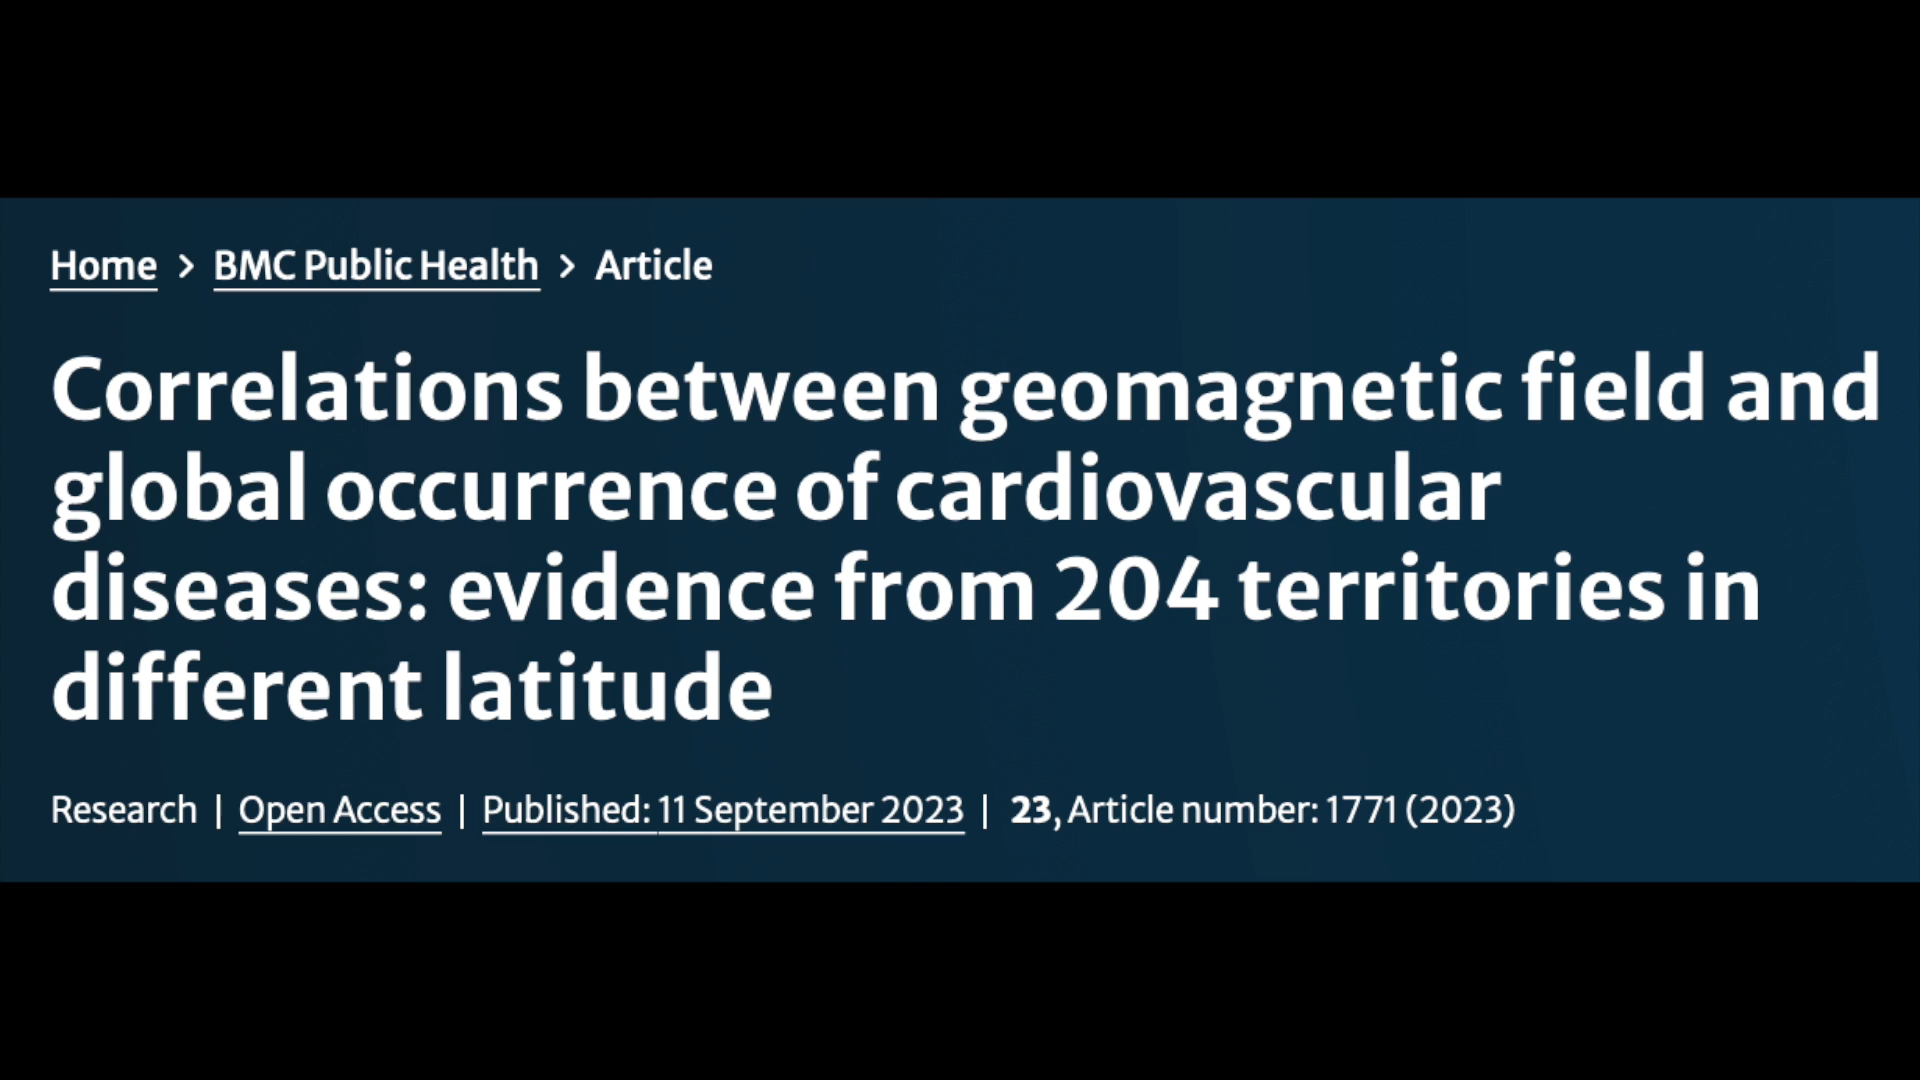 Home > BMC Public Health > Article
Correlations between geomagnetic field and
global occurrence of cardiovascular
diseases: evidence from 204 territories in
different latitude
Research | Open Access | Published: 11 September 2023 | 23, Article number: 1771 (2023)